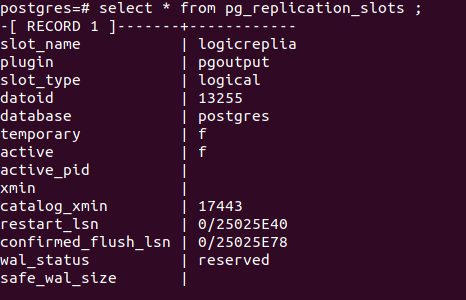 postgres=# select * from pg_replication_slots ;
-[ RECORD 1 ]-------+------------
slot_name           | logicreplia
plugin              | pgoutput
slot_type           | logical
datoid              | 13255
database            | postgres
temporary           | f
active              | f
active_pid          |
xmin                |
catalog_xmin        | 17443
restart_lsn         | 0/25025E40
confirmed_flush_lsn | 0/25025E78
wal_status          | reserved
safe_wal_size       |